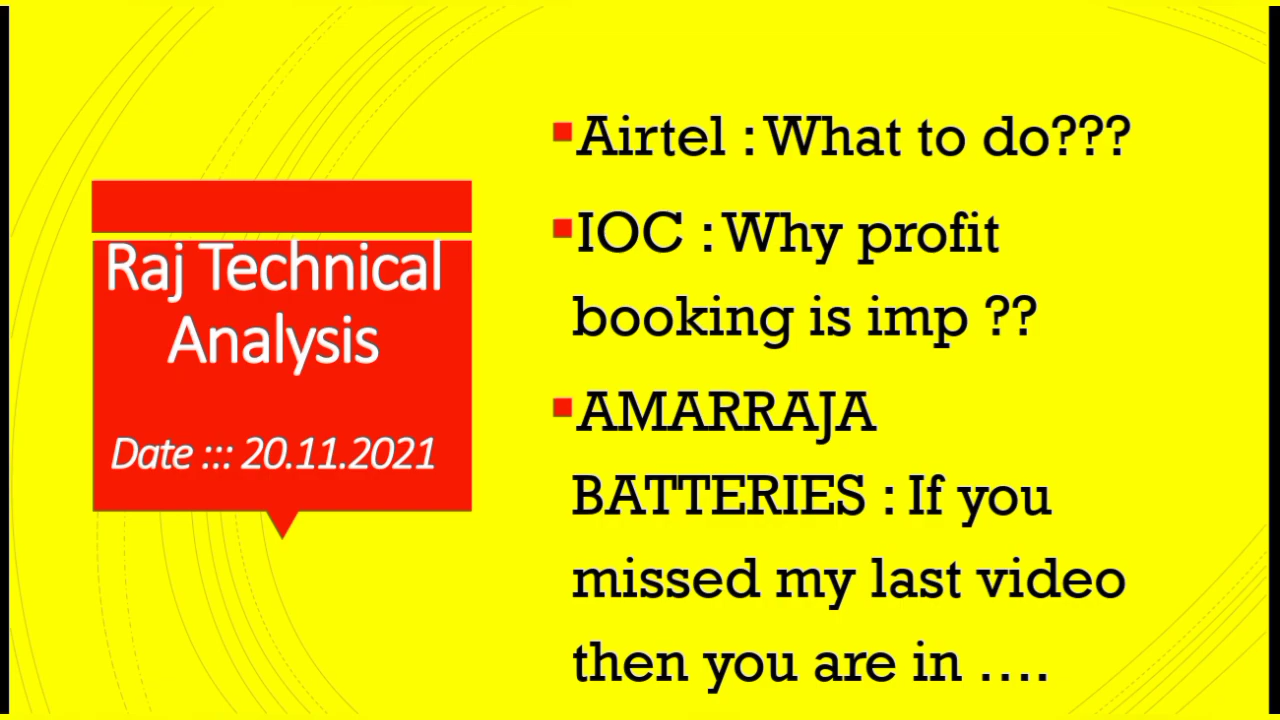 Raj Technical
Analysis
Date ::: 20.11.2021
Airtel : What to do???
IOC : Why profit
booking is imp ??
AMARRAJA
BATTERIES : If you
missed my last video
then you are in ....